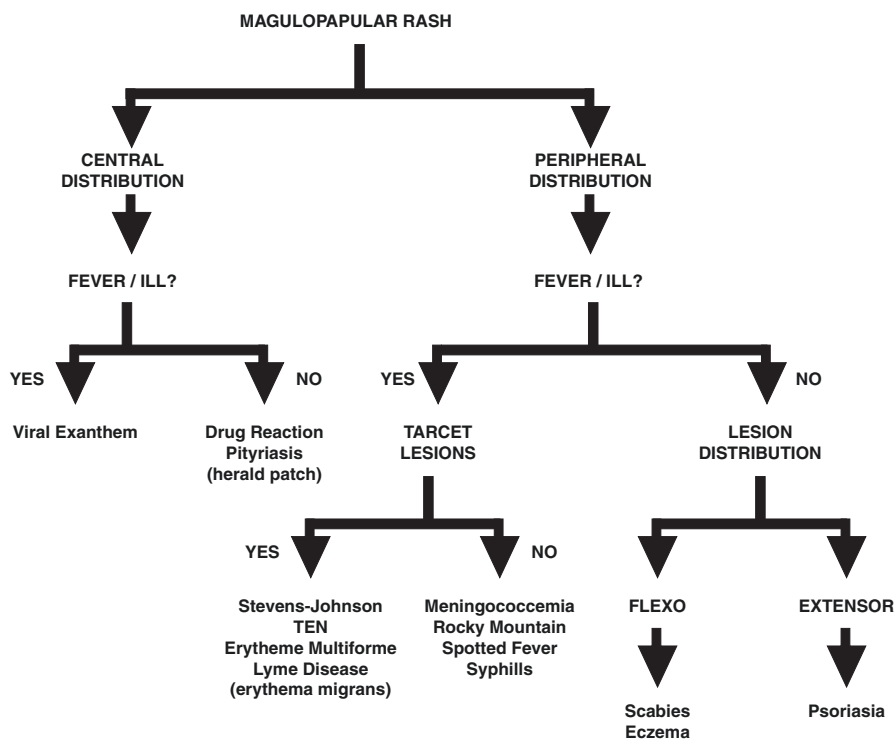 MAGULOPAPULAR RASH
CENTRAL
DISTRIBUTION
PERIPHERAL
DISTRIBUTION
FEVER / ILL?
FEVER / ILL?
YES
NO
YES
NO
Viral Exanthem
Drug Reaction
Pityriasis
(herald patch)
TARCET
LESIONS
LESION
DISTRIBUTION
YES
NO
Stevens-Johnson
TEN
Erytheme Multiforme
Lyme Disease
(erythema migrans)
Meningococcemia
Rocky Mountain
Spotted Fever
Syphills
FLEXO
EXTENSOR
Scabies
Eczema
Psoriasia